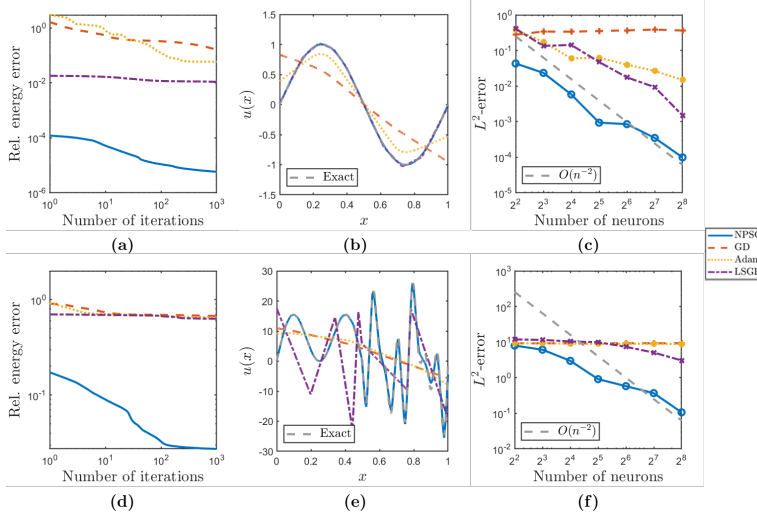 10^0
10^-2
10^-4
10^-6
Rel. energy error
10^0 10^1 10^2 10^3
Number of iterations
(a)
1.5
1
0.5
0
-0.5
-1
-1.5
u(x)
Exact
0 0.2 0.4 0.6 0.8 1
x
(b)
10^0
10^-1
10^-2
10^-3
10^-4
10^-5
L^2-error
O(n^-2)
2^2 2^3 2^4 2^5 2^6 2^7 2^8
Number of neurons
(c)
NPSC
GD
Adam
LSGD
10^0
10^-1
Rel. energy error
10^0 10^1 10^2 10^3
Number of iterations
(d)
30
20
10
0
-10
-20
-30
u(x)
Exact
0 0.2 0.4 0.6 0.8 1
x
(e)
10^3
10^2
10^1
10^0
10^-1
10^-2
L^2-error
O(n^-2)
2^2 2^3 2^4 2^5 2^6 2^7 2^8
Number of neurons
(f)